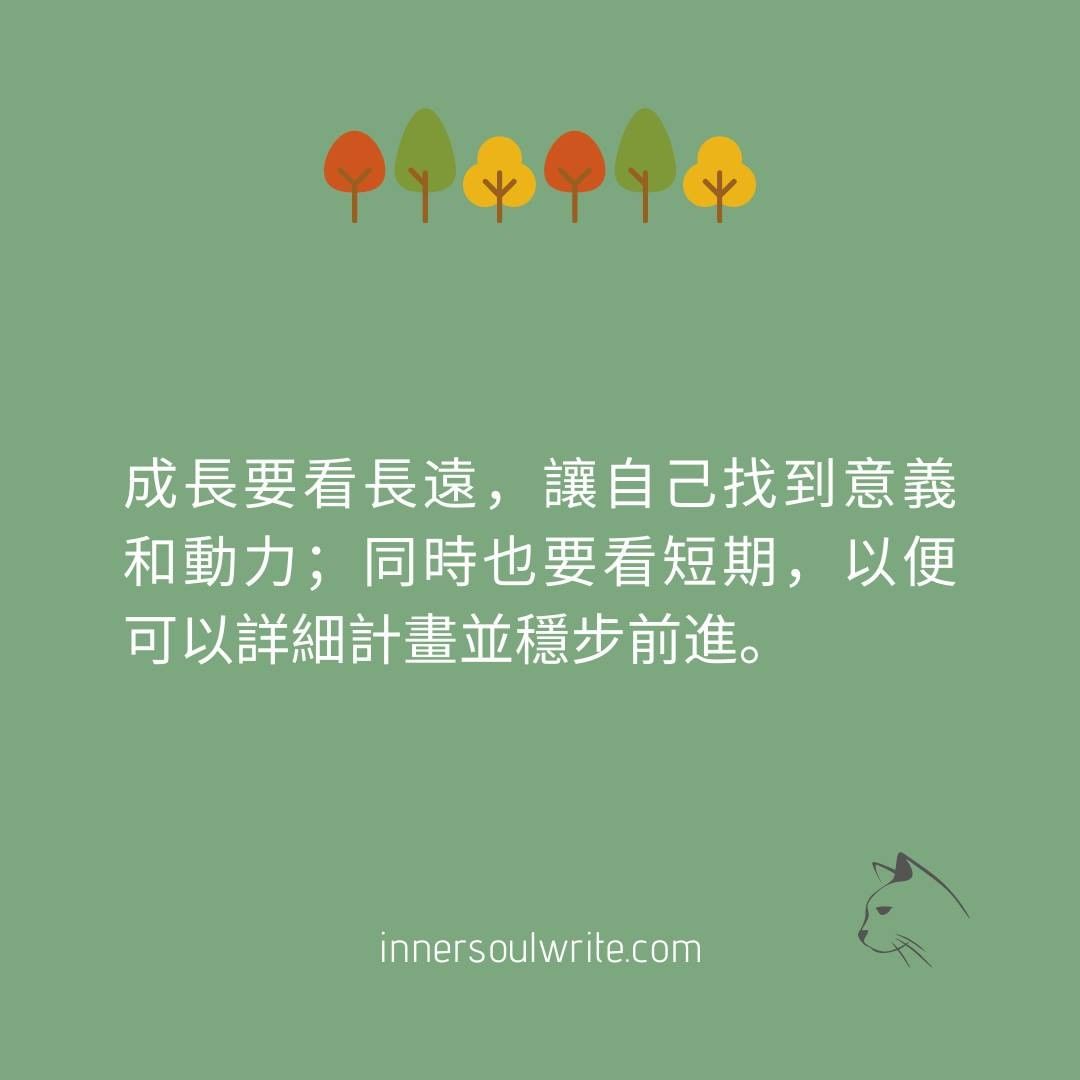 成長要看長遠，讓自己找到意義
和動力；同時也要看短期，以便
可以詳細計畫並穩步前進。
innersoulwrite.com